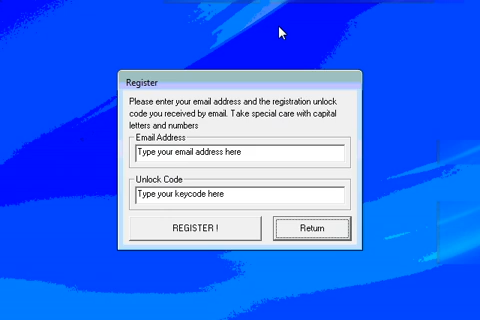 Register
Please enter your email address and the registration unlock
code you received by email. Take special care with capital
letters and numbers
Email Address
Type your email address here
Unlock Code
Type your keycode here
REGISTER !
Return